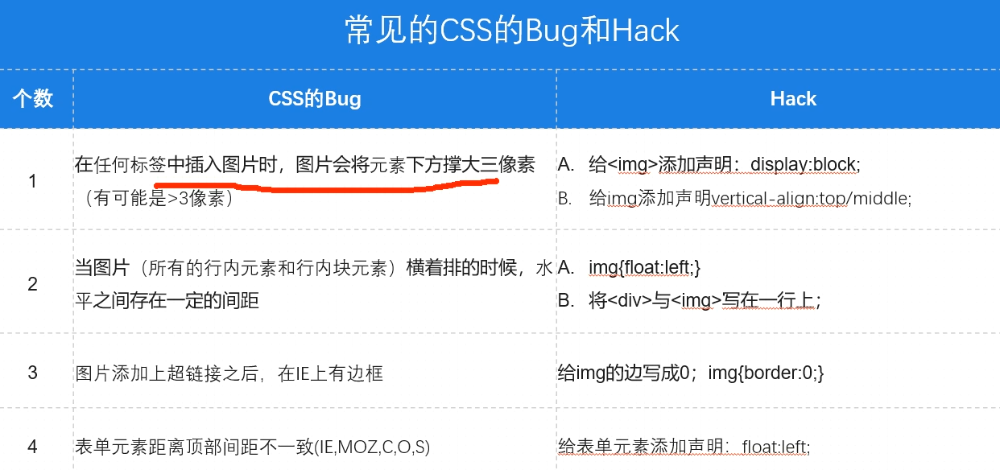 常见的CSS的Bug和Hack
个数 CSS的Bug Hack
1 在任何标签中插入图片时，图片会将元素下方撑大三像素
（有可能是>3像素）
A. 给<img>添加声明：display:block;
B. 给img添加声明vertical-align:top/middle;
2 当图片（所有的行内元素和行内块元素）横着排的时候，水
平之间存在一定的间距
A. img{float:left;}
B. 将<div>与<img>写在一行上；
3 图片添加上超链接之后，在IE上有边框
给img的边写成0；img{border:0;}
4 表单元素距离顶部间距不一致(IE,MOZ,C,O,S)
给表单元素添加声明：float:left;